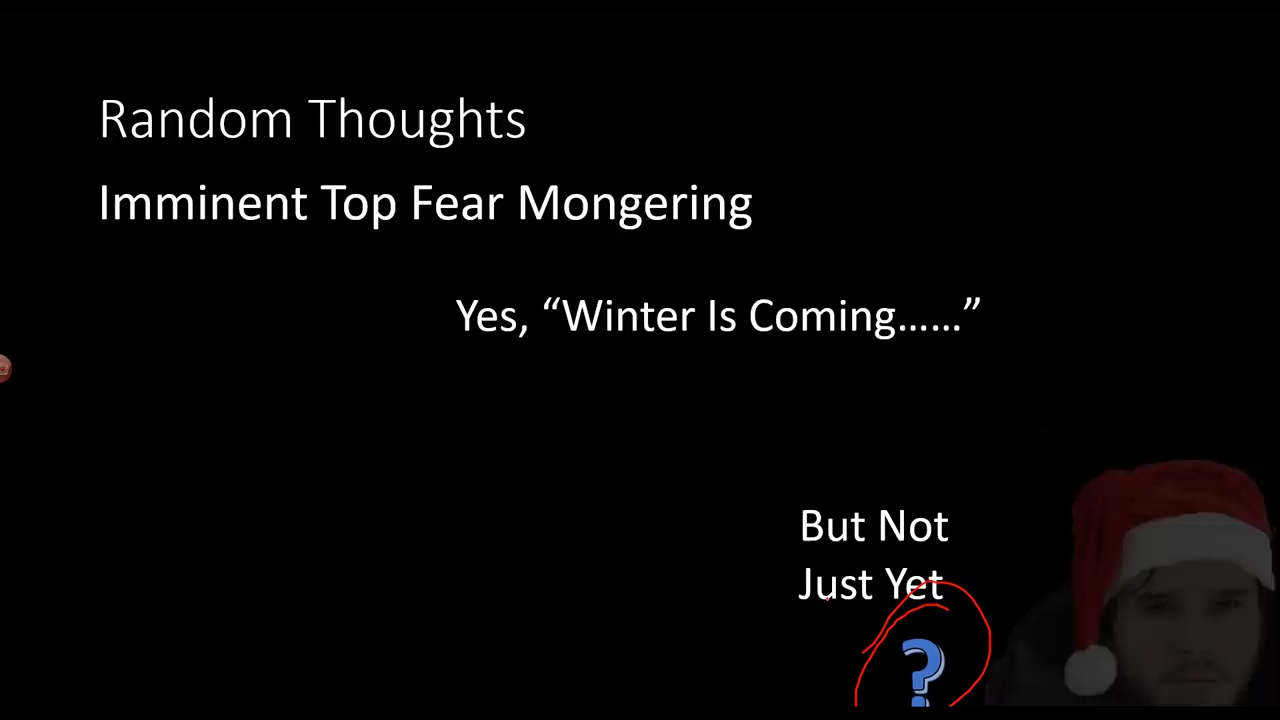 Random Thoughts
Imminent Top Fear Mongering
Yes, “Winter Is Coming……”
But Not
Just Yet
?